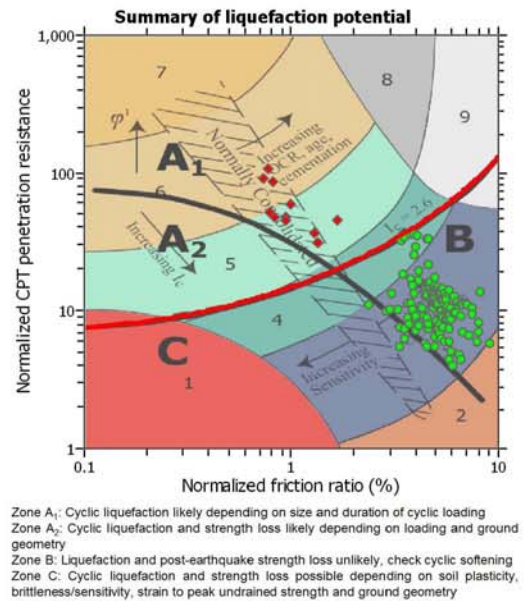 Summary of liquefaction potential
Normalized CPT penetration resistance
1,000
100
10
1
7
8
9
φ'
A1
Normally Consolidated
Increasing
OCR, age,
cementation
6
A2
Increasing Ic
5
Ic = 2.6
B
4
C
1
Increasing
Sensitivity
2
0.1
1
10
Normalized friction ratio (%)
Zone A1: Cyclic liquefaction likely depending on size and duration of cyclic loading
Zone A2: Cyclic liquefaction and strength loss likely depending on loading and ground
geometry
Zone B: Liquefaction and post-earthquake strength loss unlikely, check cyclic softening
Zone C: Cyclic liquefaction and strength loss possible depending on soil plasticity,
brittleness/sensitivity, strain to peak undrained strength and ground geometry